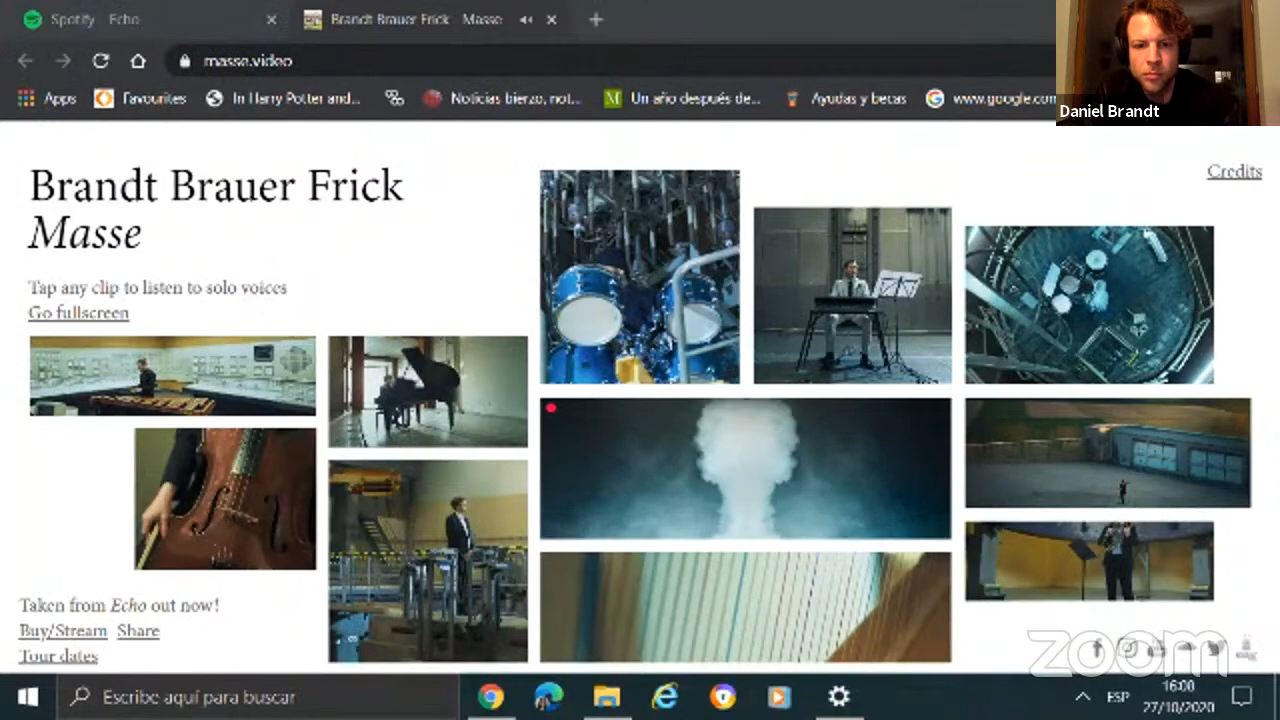 Spotify Echo
Brandt Brauer Frick Masse
masse.video
Apps
Favourites
In Harry Potter and...
Noticias bierzo, not...
M
Un año después de...
Ayudas y becas
www.google.com
Daniel Brandt
Credits
Brandt Brauer Frick
Masse
Tap any clip to listen to solo voices
Go fullscreen
Taken from Echo out now!
Buy/Stream Share
Tour dates
zoom
Escribe aquí para buscar
ESP
16:00
27/10/2020